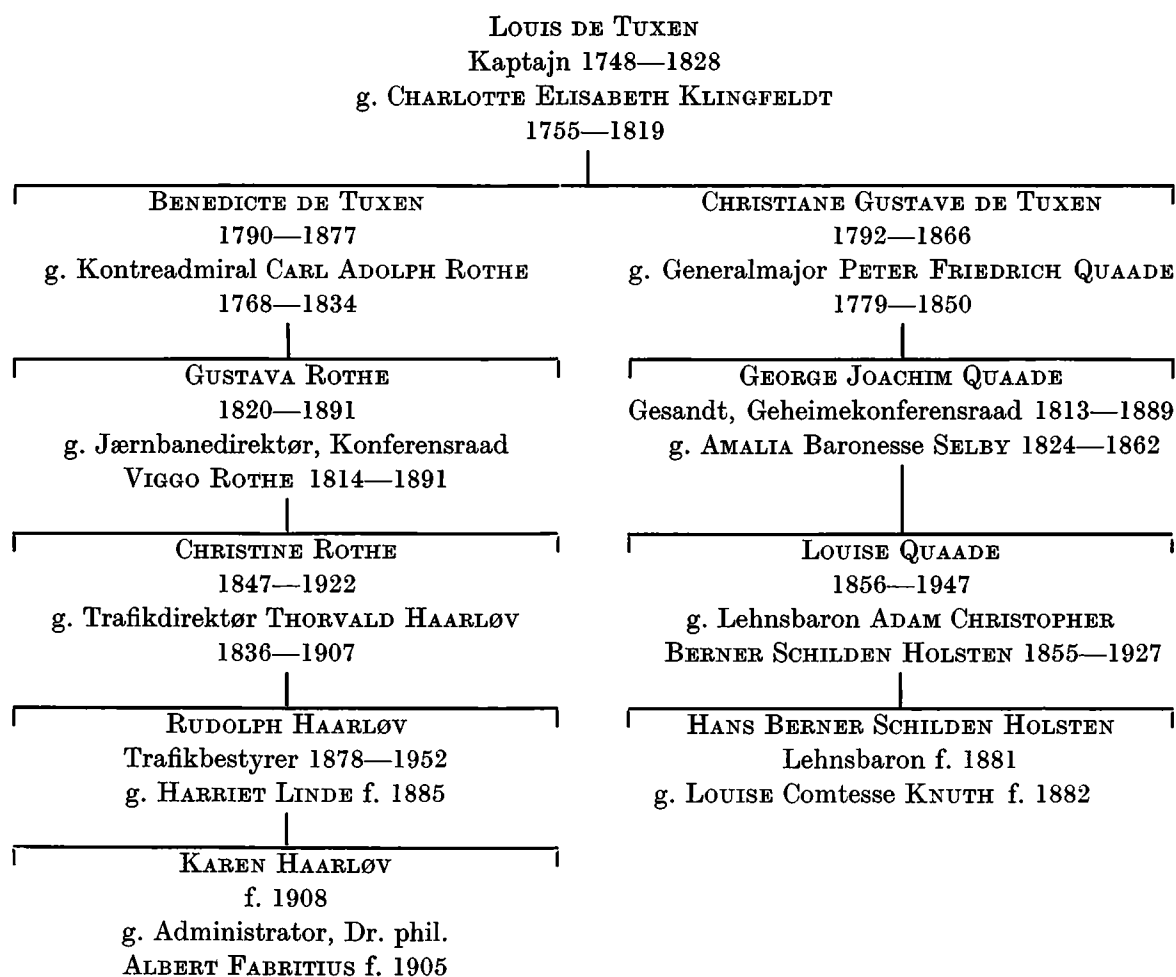 LOUIS DE TUXEN
Kaptajn 1748—1828
g. CHARLOTTE ELISABETH KLINGFELDT
1755—1819
BENEDICTE DE TUXEN
1790—1877
g. Kontreadmiral CARL ADOLPH ROTHE
1768—1834
GUSTAVA ROTHE
1820—1891
g. Jærnbanedirektør, Konferensraad
VIGGO ROTHE 1814—1891
CHRISTINE ROTHE
1847—1922
g. Trafikdirektør THORVALD HAARLØV
1836—1907
RUDOLPH HAARLØV
Trafikbestyrer 1878—1952
g. HARRIET LINDE f. 1885
KAREN HAARLØV
f. 1908
g. Administrator, Dr. phil.
ALBERT FABRITIUS f. 1905
CHRISTIANE GUSTAVE DE TUXEN
1792—1866
g. Generalmajor PETER FRIEDRICH QUAADE
1779—1850
GEORGE JOACHIM QUAADE
Gesandt, Geheimekonferensraad 1813—1889
g. AMALIA Baronesse SELBY 1824—1862
LOUISE QUAADE
1856—1947
g. Lehnsbaron ADAM CHRISTOPHER
BERNER SCHILDEN HOLSTEN 1855—1927
HANS BERNER SCHILDEN HOLSTEN
Lehnsbaron f. 1881
g. LOUISE Comtesse KNUTH f. 1882